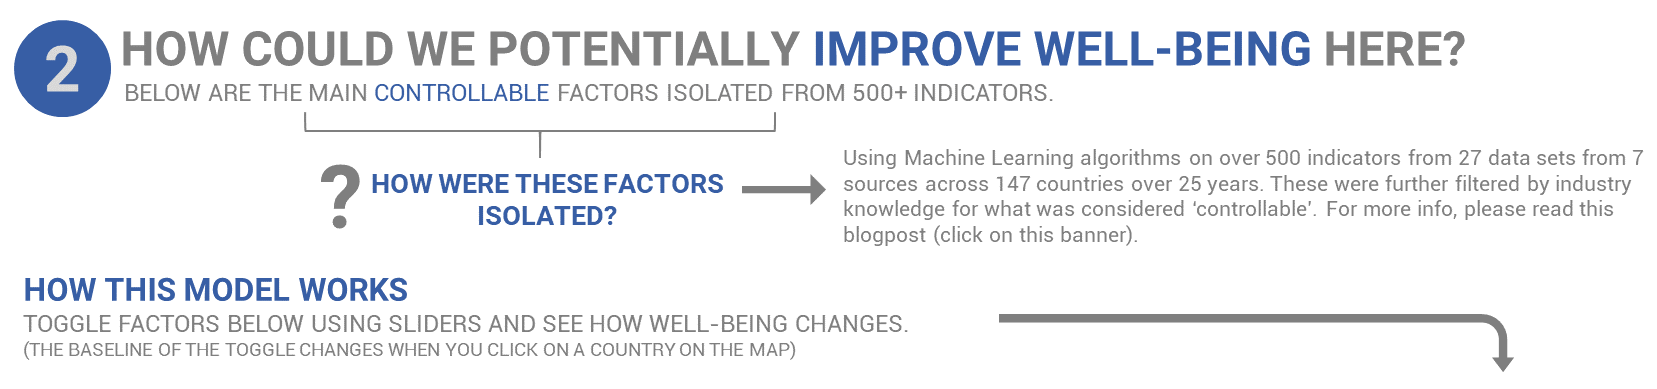 2
HOW COULD WE POTENTIALLY IMPROVE WELL-BEING HERE?
BELOW ARE THE MAIN CONTROLLABLE FACTORS ISOLATED FROM 500+ INDICATORS.
?
HOW WERE THESE FACTORS
ISOLATED?
Using Machine Learning algorithms on over 500 indicators from 27 data sets from 7
sources across 147 countries over 25 years. These were further filtered by industry
knowledge for what was considered ‘controllable’. For more info, please read this
blogpost (click on this banner).
HOW THIS MODEL WORKS
TOGGLE FACTORS BELOW USING SLIDERS AND SEE HOW WELL-BEING CHANGES.
(THE BASELINE OF THE TOGGLE CHANGES WHEN YOU CLICK ON A COUNTRY ON THE MAP)